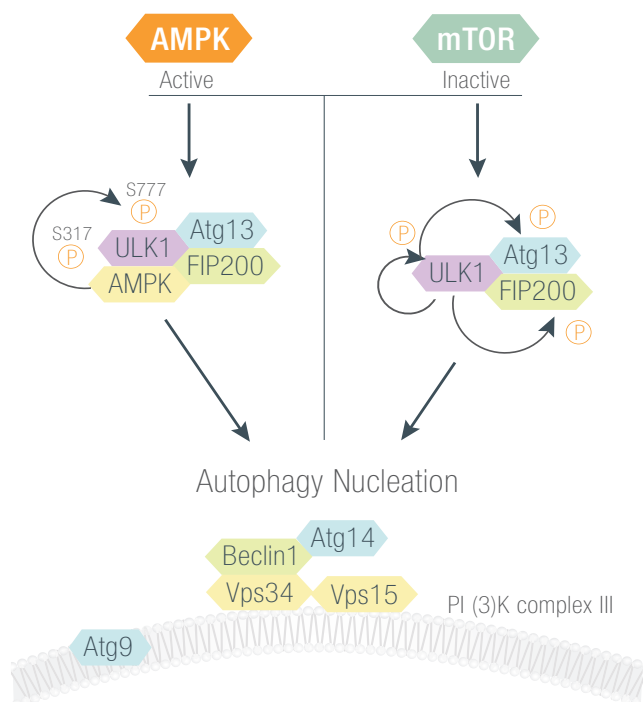 AMPK
mTOR
Active
Inactive
S777
P
S317
P
ULK1
Atg13
AMPK
FIP200
P
P
ULK1
Atg13
FIP200
P
Autophagy Nucleation
Beclin1
Atg14
Vps34
Vps15
PI (3)K complex III
Atg9